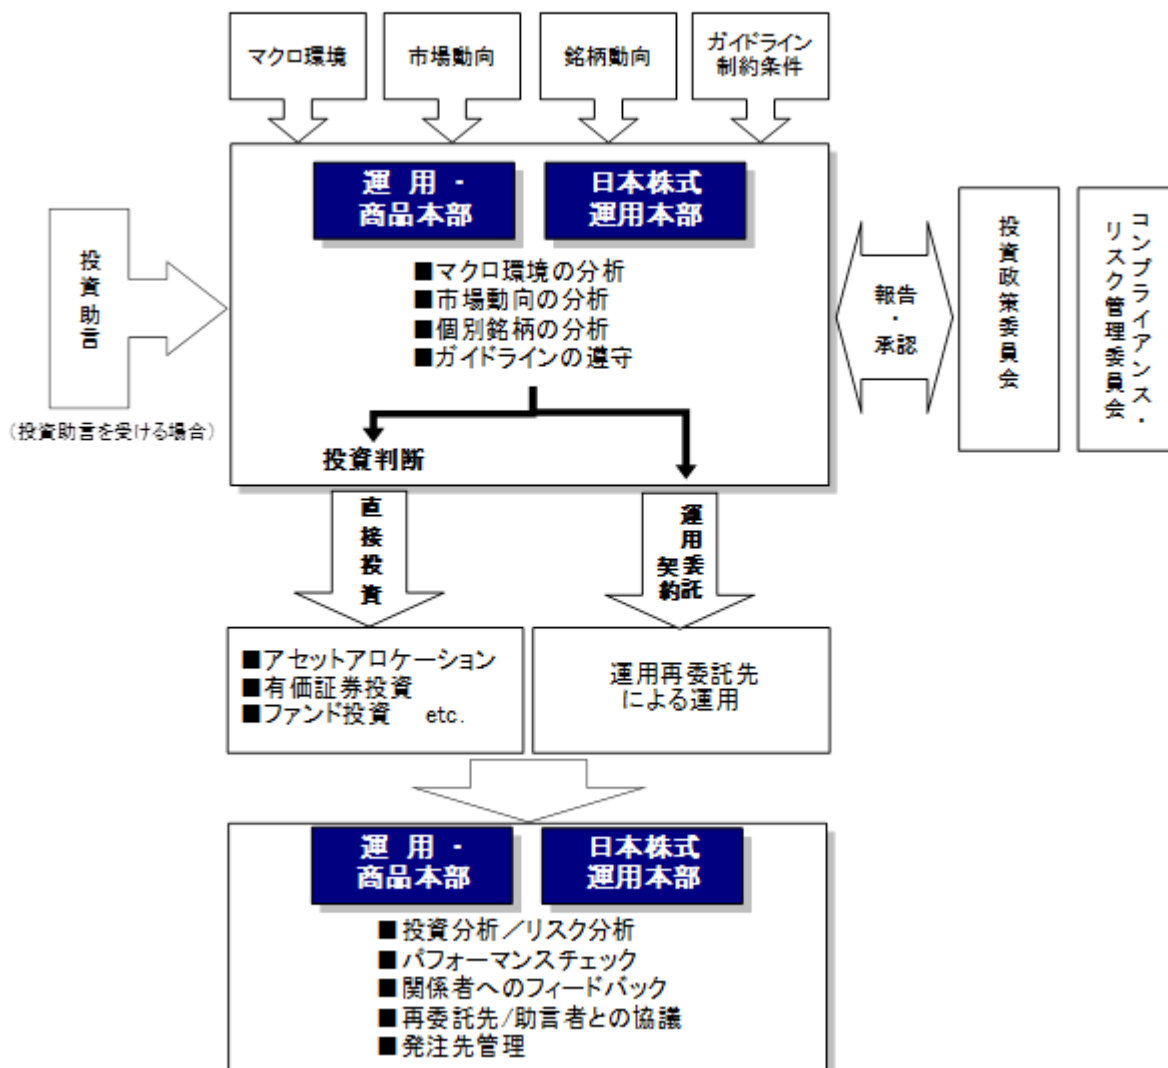 マクロ環境
市場動向
銘柄動向
ガイドライン
制約条件
運 用 -
商品本部
日本株式
運用本部
■マクロ環境の分析
■市場動向の分析
■個別銘柄の分析
■ガイドラインの遵守
投資助言
(投資助言を受ける場合)
報告
・
承認
投資政策委員会
コンプライアンス・
リスク管理委員会
投資判断
直接投資
運用委託
契約
■アセットアロケーション
■有価証券投資
■ファンド投資 etc.
運用再委託先
による運用
運 用 -
商品本部
日本株式
運用本部
■投資分析／リスク分析
■パフォーマンスチェック
■関係者へのフィードバック
■再委託先/助言者との協議
■発注先管理